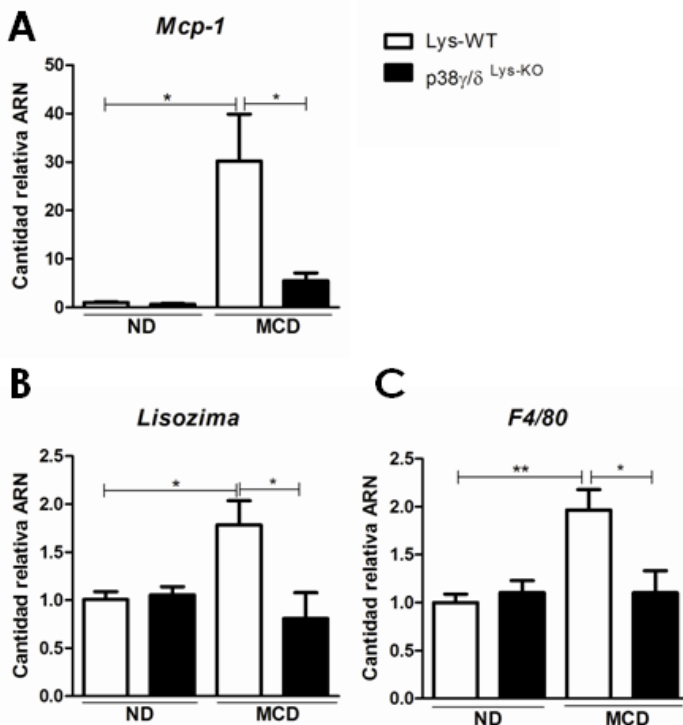 A
Mcp-1
Lys-WT
p38γ/δ Lys-KO
Cantidad relativa ARN
50
40
30
20
10
0
*
*
ND
MCD
B
Lisozima
Cantidad relativa ARN
2.5
2.0
1.5
1.0
0.5
0.0
*
*
ND
MCD
C
F4/80
Cantidad relativa ARN
2.5
2.0
1.5
1.0
0.5
0.0
**
*
ND
MCD